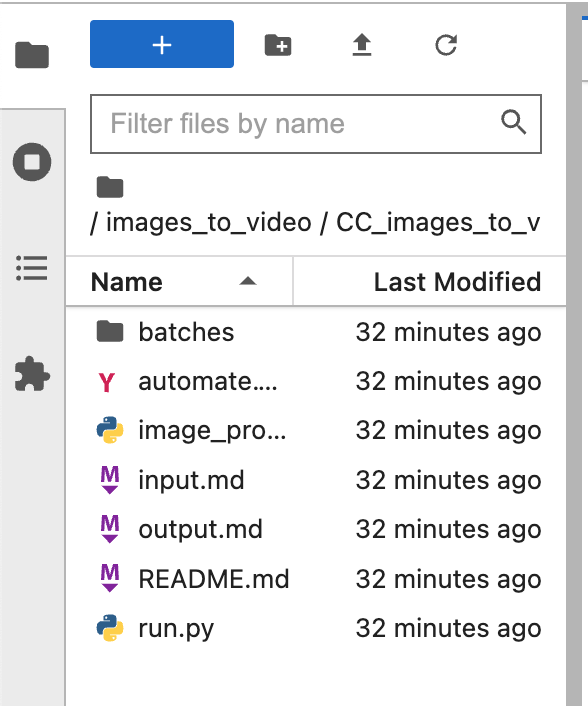 Filter files by name
/ images_to_video / CC_images_to_v
Name Last Modified
batches 32 minutes ago
automate.... 32 minutes ago
image_pro... 32 minutes ago
input.md 32 minutes ago
output.md 32 minutes ago
README.md 32 minutes ago
run.py 32 minutes ago